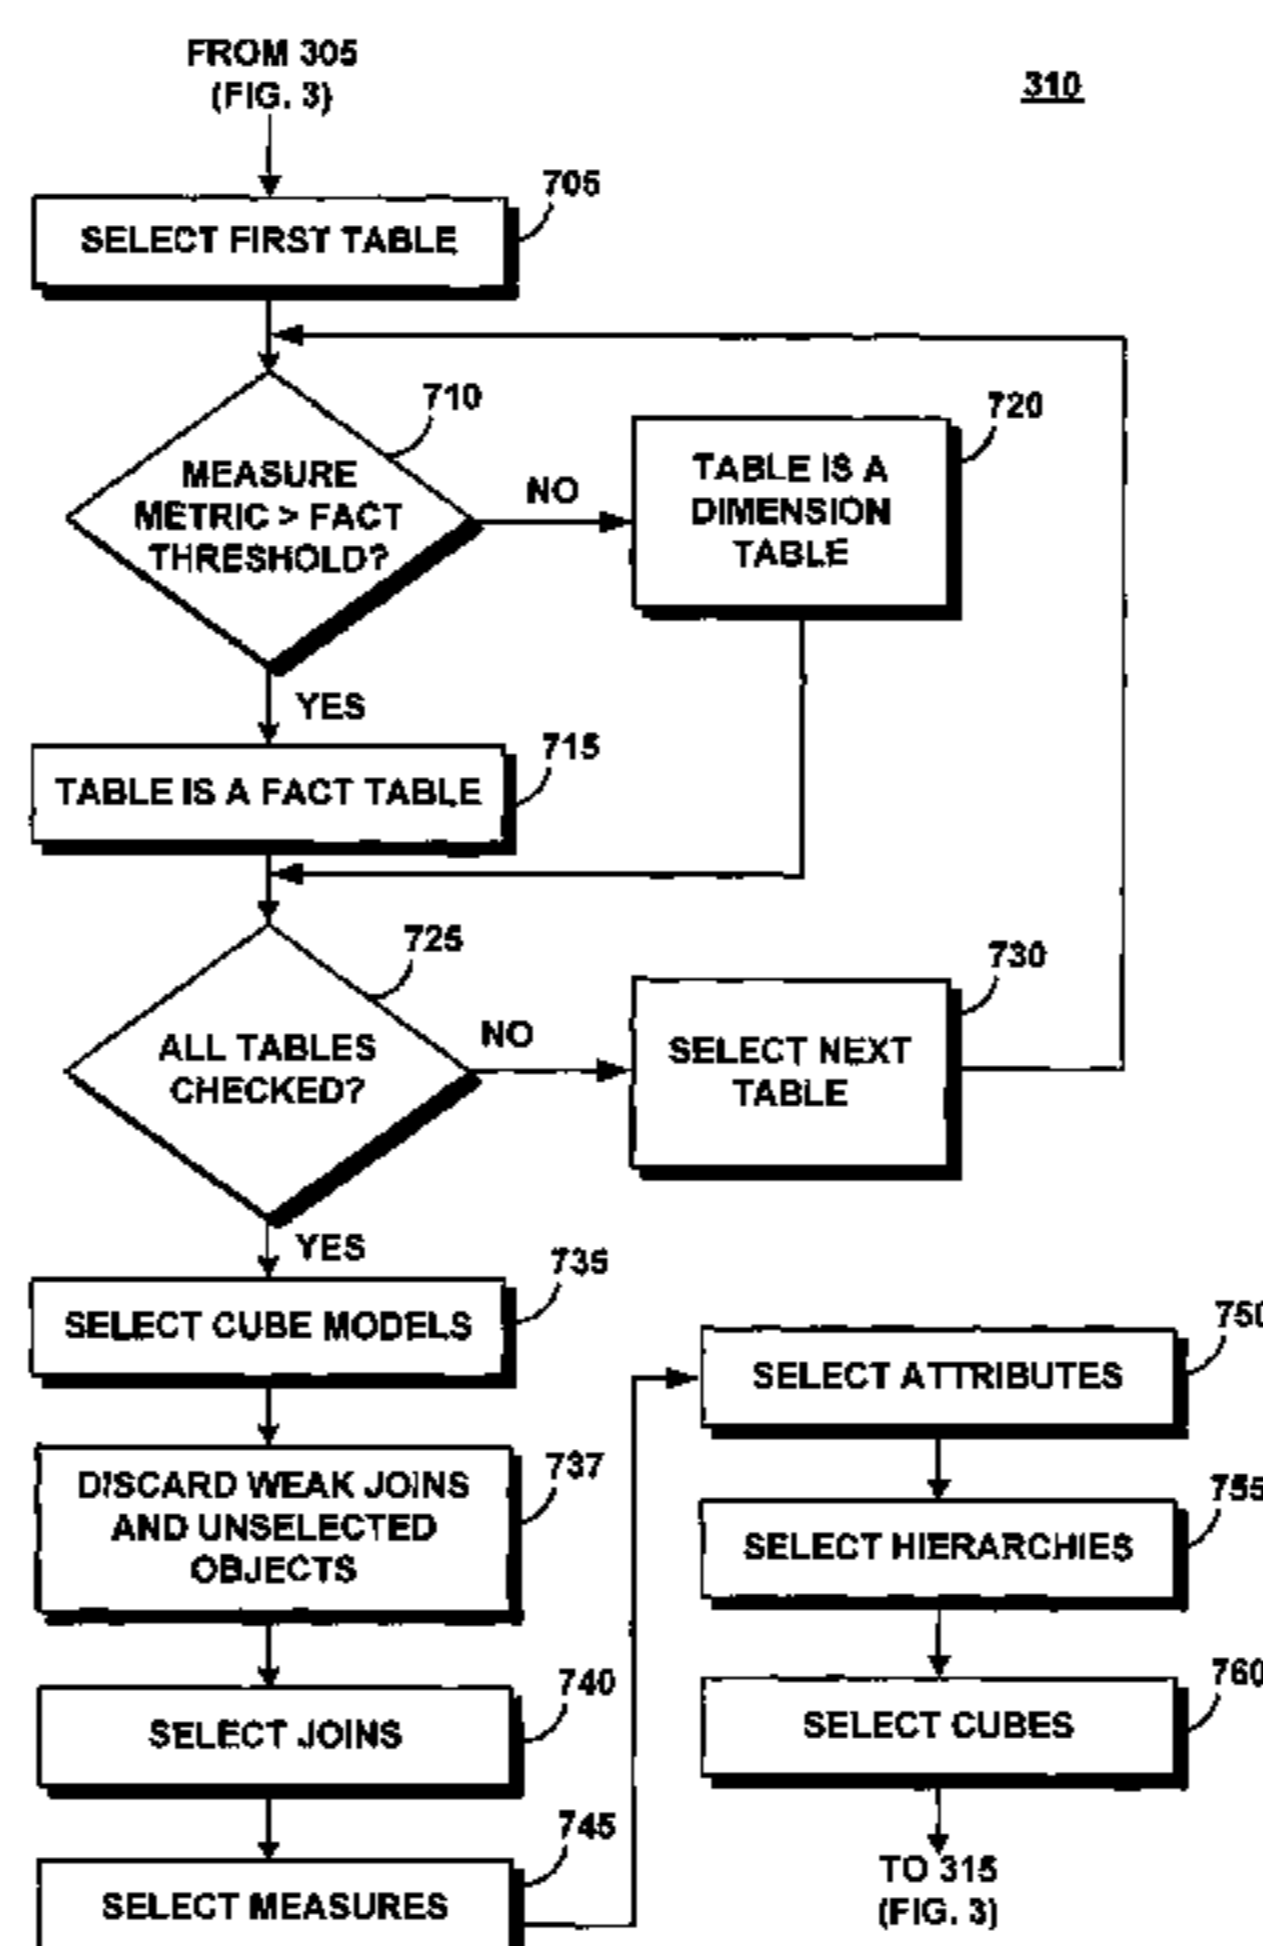 FROM 305
(FIG. 3)
310
705
SELECT FIRST TABLE
710
MEASURE
METRIC > FACT
THRESHOLD?
NO
720
TABLE IS A
DIMENSION
TABLE
YES
715
TABLE IS A FACT TABLE
725
ALL TABLES
CHECKED?
NO
730
SELECT NEXT
TABLE
YES
735
SELECT CUBE MODELS
737
DISCARD WEAK JOINS
AND UNSELECTED
OBJECTS
740
SELECT JOINS
745
SELECT MEASURES
750
SELECT ATTRIBUTES
755
SELECT HIERARCHIES
760
SELECT CUBES
TO 315
(FIG. 3)